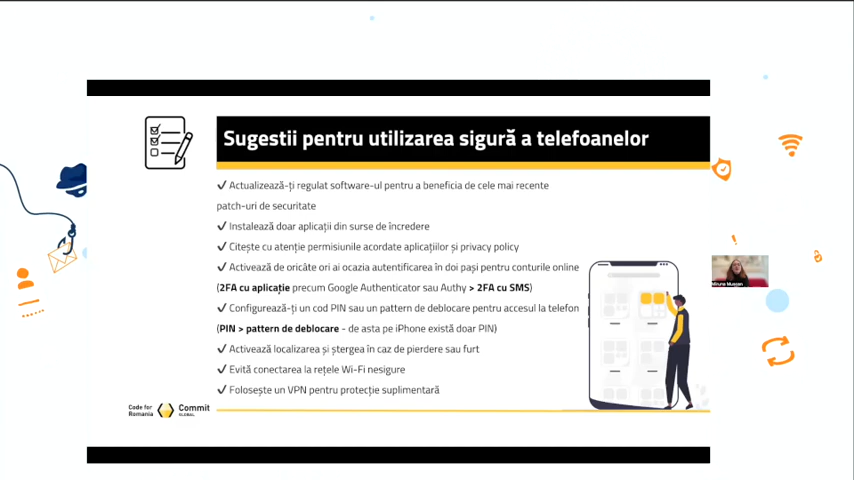 Sugestii pentru utilizarea sigură a telefoanelor
✓ Actualizează-ți regulat software-ul pentru a beneficia de cele mai recente
patch-uri de securitate
✓ Instalează doar aplicații din surse de încredere
✓ Citește cu atenție permisiunile acordate aplicațiilor și privacy policy
✓ Activează de oricâte ori ai ocazia autentificarea în doi pași pentru conturile online
(2FA cu aplicație precum Google Authenticator sau Authy > 2FA cu SMS)
✓ Configurează-ți un cod PIN sau un pattern de deblocare pentru accesul la telefon
(PIN > pattern de deblocare - de asta pe iPhone există doar PIN)
✓ Activează localizarea și ștergea în caz de pierdere sau furt
✓ Evită conectarea la rețele Wi-Fi nesigure
✓ Folosește un VPN pentru protecție suplimentară
Code for
Romania
Commit
GLOBAL
Miruna